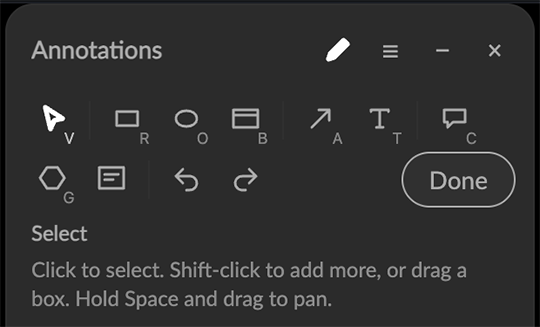 Annotations
V R O B A T C
G Done
Select
Click to select. Shift-click to add more, or drag a
box. Hold Space and drag to pan.